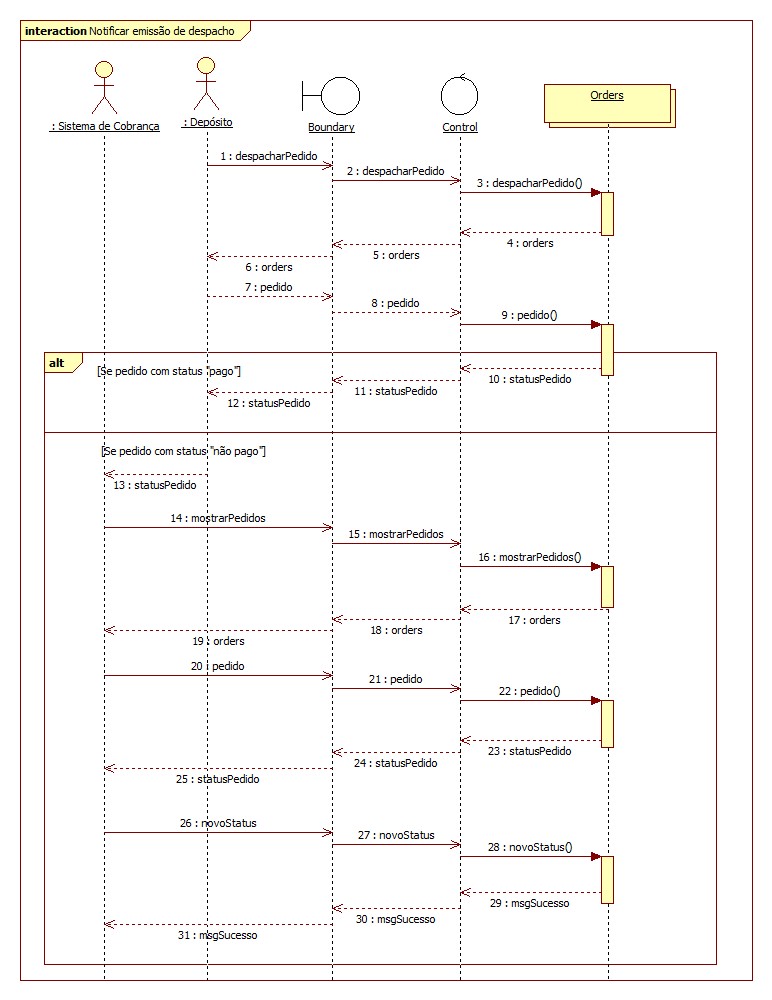 interaction Notificar emissão de despacho
: Sistema de Cobrança
: Depósito
Boundary
Control
Orders
1 : despacharPedido
2 : despacharPedido
3 : despacharPedido()
4 : orders
5 : orders
6 : orders
7 : pedido
8 : pedido
9 : pedido()
alt
[Se pedido com status "pago"]
10 : statusPedido
11 : statusPedido
12 : statusPedido
[Se pedido com status "não pago"]
13 : statusPedido
14 : mostrarPedidos
15 : mostrarPedidos
16 : mostrarPedidos()
17 : orders
18 : orders
19 : orders
20 : pedido
21 : pedido
22 : pedido()
23 : statusPedido
24 : statusPedido
25 : statusPedido
26 : novoStatus
27 : novoStatus
28 : novoStatus()
29 : msgSucesso
30 : msgSucesso
31 : msgSucesso